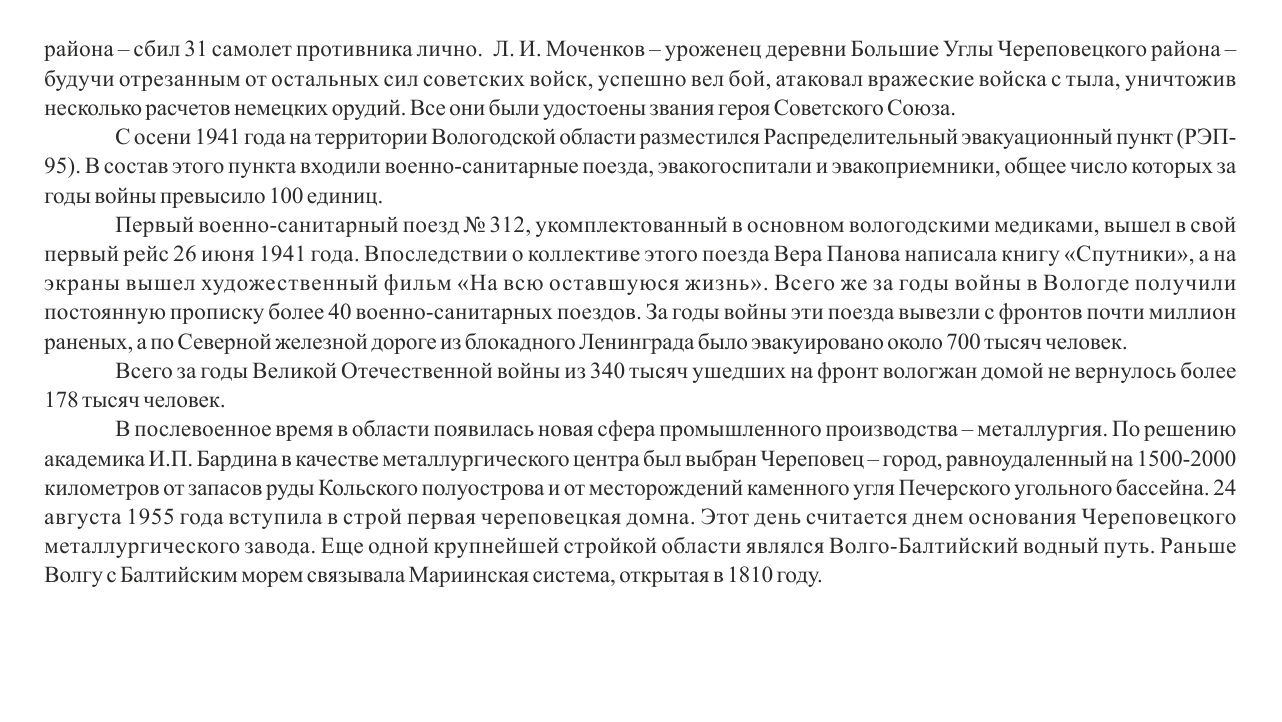 района – сбил 31 самолет противника лично.  Л. И. Моченков – уроженец деревни Большие Углы Череповецкого района –
будучи отрезанным от остальных сил советских войск, успешно вел бой, атаковал вражеские войска с тыла, уничтожив
несколько расчетов немецких орудий. Все они были удостоены звания героя Советского Союза.
С осени 1941 года на территории Вологодской области разместился Распределительный эвакуационный пункт (РЭП-
95). В состав этого пункта входили военно-санитарные поезда, эвакогоспитали и эвакоприемники, общее число которых за
годы войны превысило 100 единиц.
Первый военно-санитарный поезд № 312, укомплектованный в основном вологодскими медиками, вышел в свой
первый рейс 26 июня 1941 года. Впоследствии о коллективе этого поезда Вера Панова написала книгу «Спутники», а на
экраны вышел художественный фильм «На всю оставшуюся жизнь». Всего же за годы войны в Вологде получили
постоянную прописку более 40 военно-санитарных поездов. За годы войны эти поезда вывезли с фронтов почти миллион
раненых, а по Северной железной дороге из блокадного Ленинграда было эвакуировано около 700 тысяч человек.
Всего за годы Великой Отечественной войны из 340 тысяч ушедших на фронт вологжан домой не вернулось более
178 тысяч человек.
В послевоенное время в области появилась новая сфера промышленного производства – металлургия. По решению
академика И.П. Бардина в качестве металлургического центра был выбран Череповец – город, равноудаленный на 1500-2000
километров от запасов руды Кольского полуострова и от месторождений каменного угля Печерского угольного бассейна. 24
августа 1955 года вступила в строй первая череповецкая домна. Этот день считается днем основания Череповецкого
металлургического завода. Еще одной крупнейшей стройкой области являлся Волго-Балтийский водный путь. Раньше
Волгу с Балтийским морем связывала Мариинская система, открытая в 1810 году.